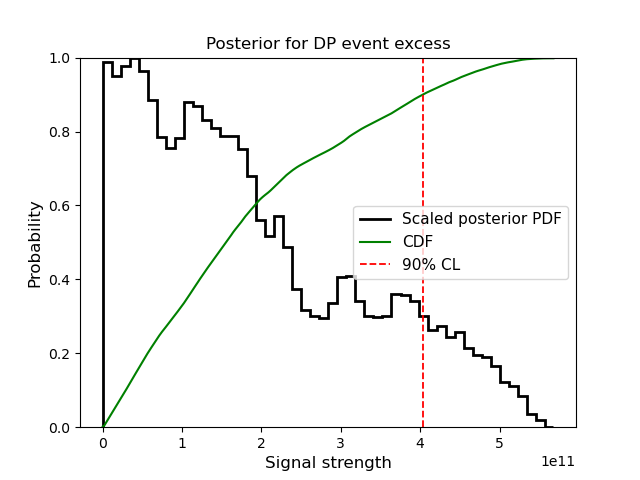 Posterior for DP event excess
Probability
1.0
0.8
0.6
0.4
0.2
0.0
Scaled posterior PDF
CDF
90% CL
0 1 2 3 4 5
1e11
Signal strength